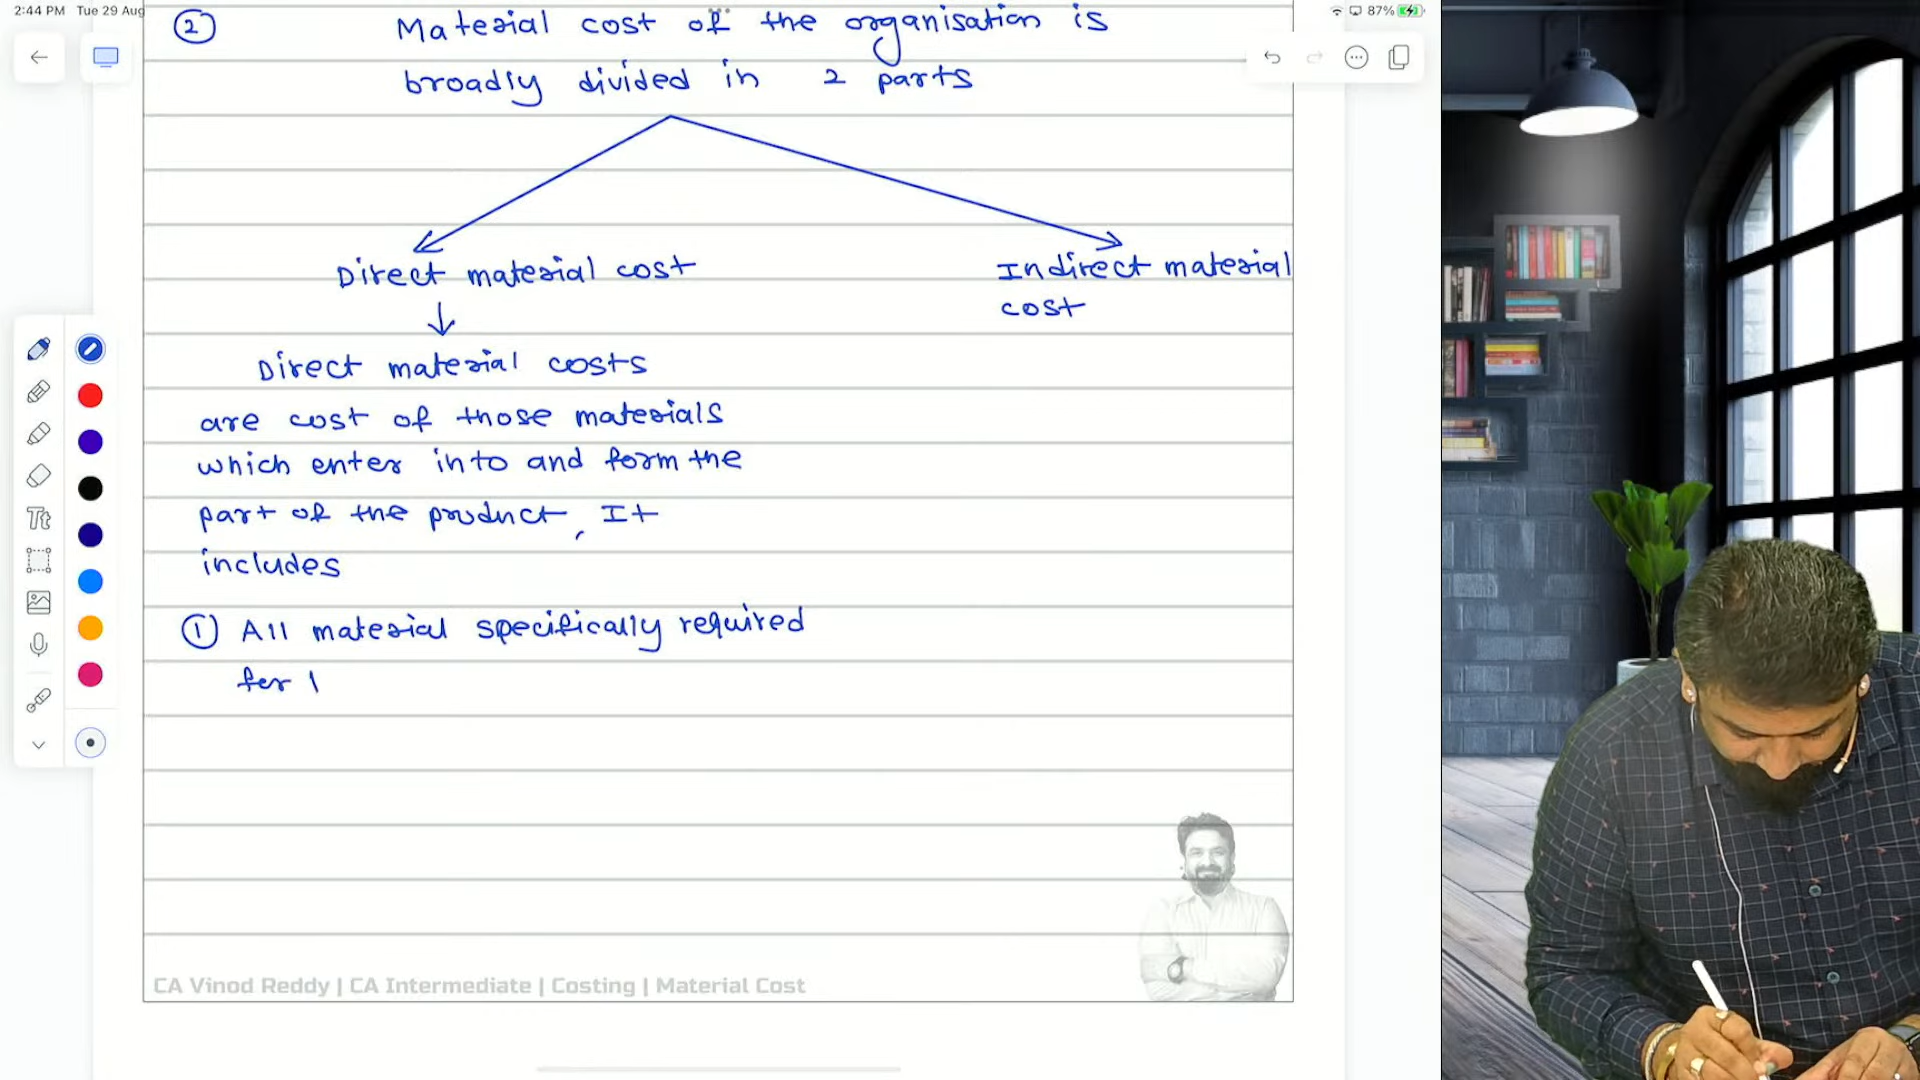 2:44 PM Tue 29 Aug
87%
② Material cost of the organisation is
broadly divided in 2 parts
Direct material cost
Indirect material
cost
Direct material costs
are cost of those materials
which enter into and form the
part of the product, It
includes
① All material specifically required
for
Tt
CA Vinod Reddy | CA Intermediate | Costing | Material Cost